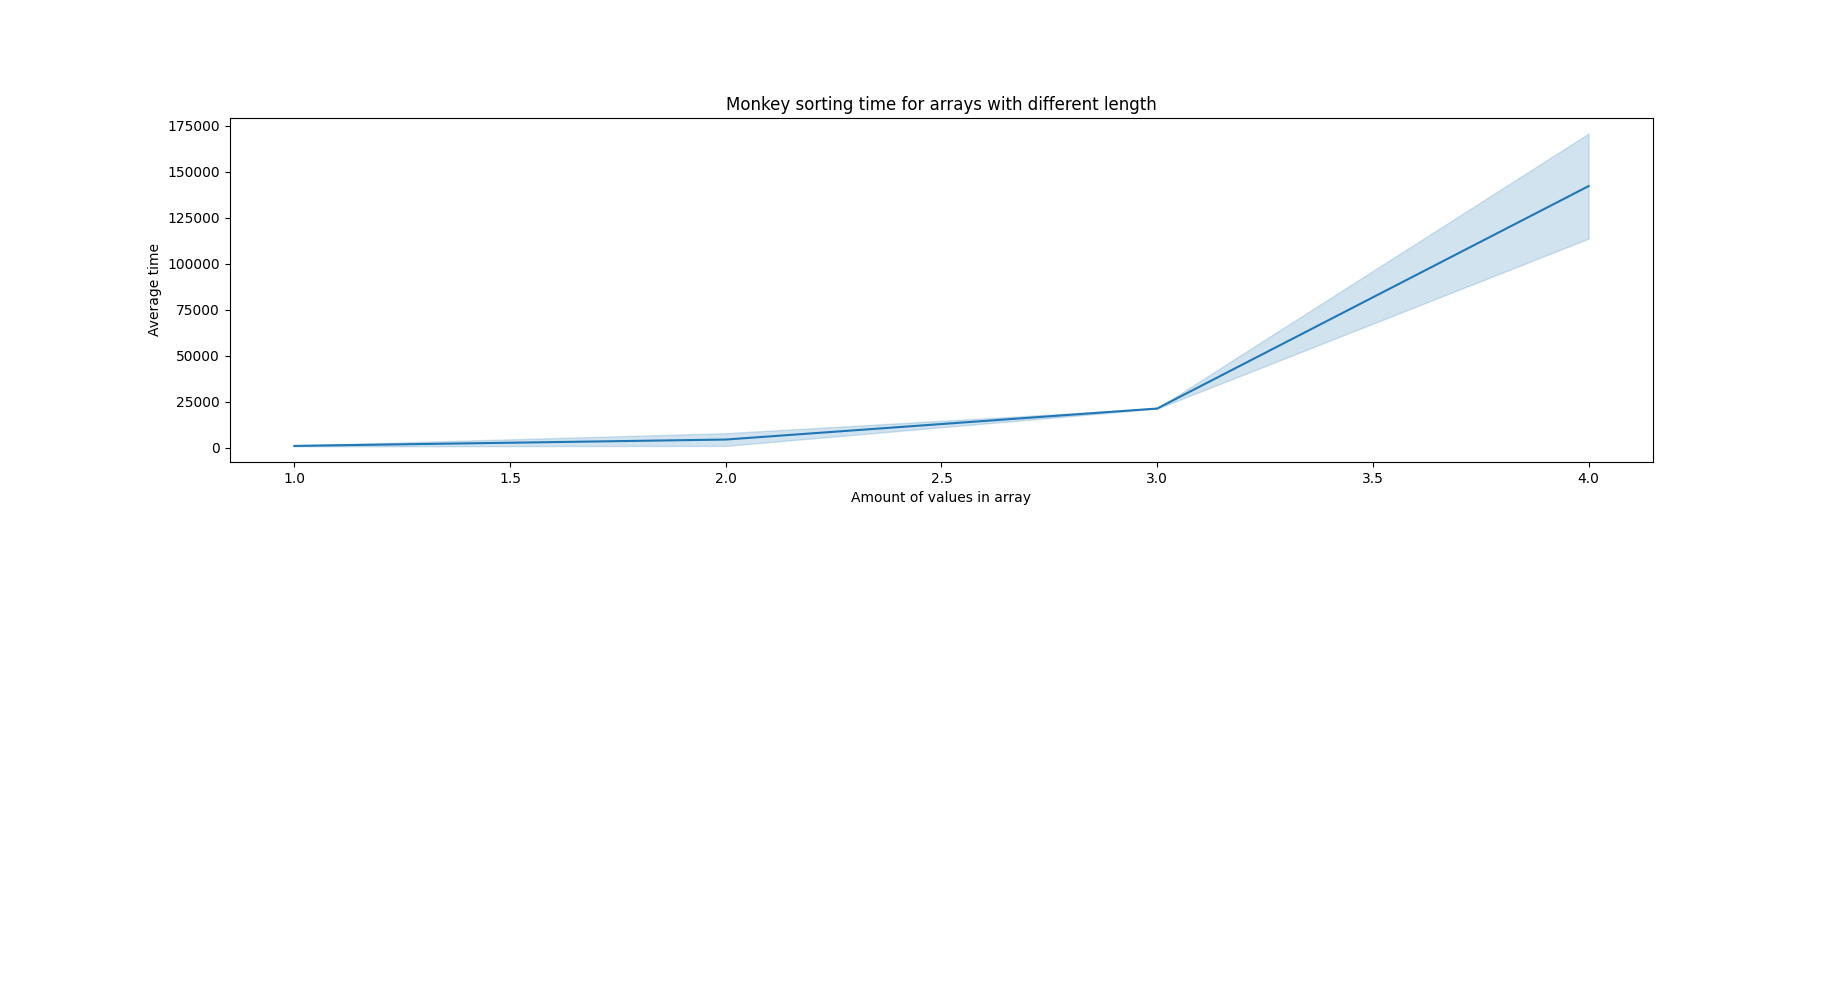 Monkey sorting time for arrays with different length
175000
150000
125000
100000
75000
50000
25000
0
Average time
1.0 1.5 2.0 2.5 3.0 3.5 4.0
Amount of values in array